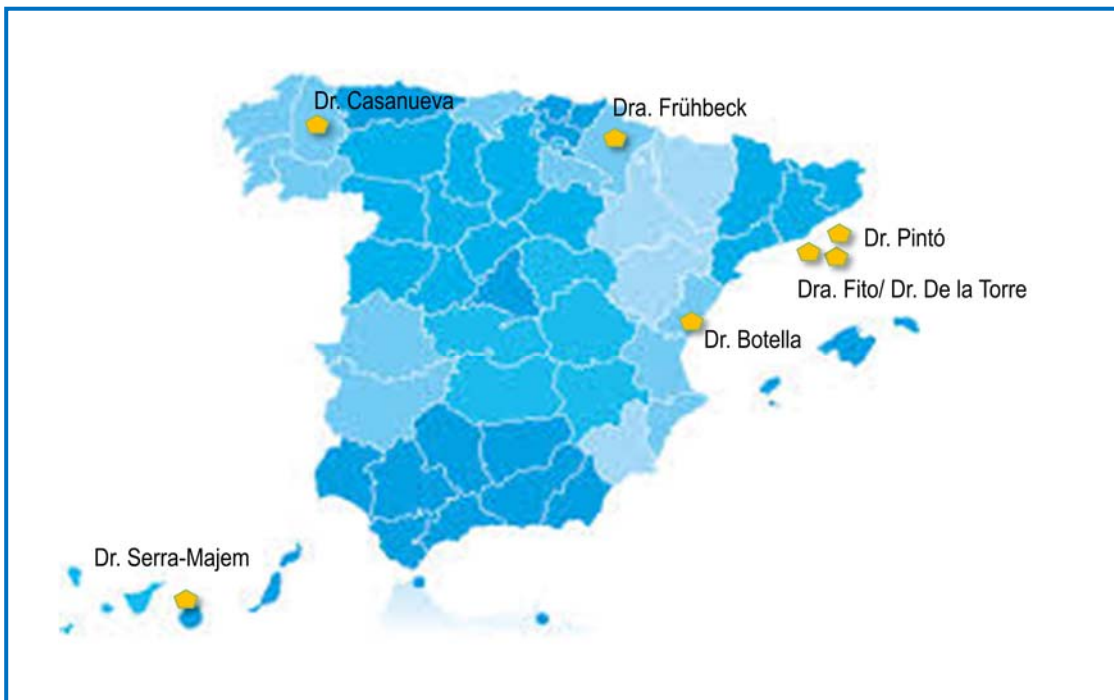 Dr. Casanueva
Dra. Frühbeck
Dr. Pintó
Dra. Fito/ Dr. De la Torre
Dr. Botella
Dr. Serra-Majem